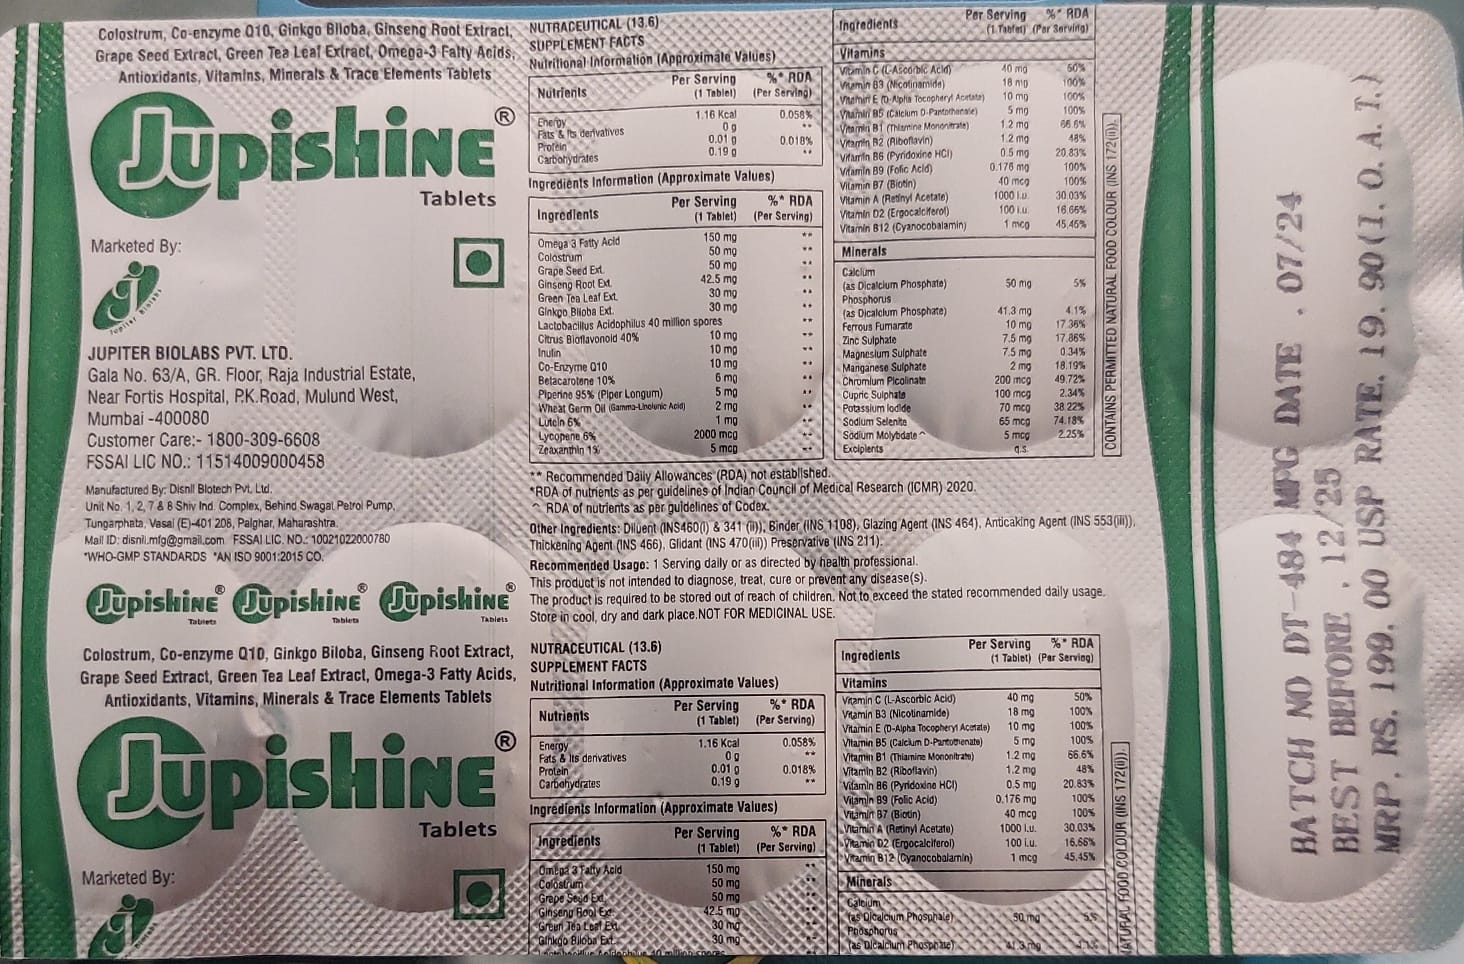 Colostrum, Co-enzyme Q10, Ginkgo Biloba, Ginseng Root Extract,
Grape Seed Extract, Green Tea Leaf Extract, Omega-3 Fatty Acids,
Antioxidants, Vitamins, Minerals & Trace Elements Tablets
Jupishine®
Tablets
Marketed By:
Jupiter Biolabs
JUPITER BIOLABS PVT. LTD.
Gala No. 63/A, GR. Floor, Raja Industrial Estate,
Near Fortis Hospital, P.K.Road, Mulund West,
Mumbai -400080
Customer Care:- 1800-309-6608
FSSAI LIC NO.: 11514009000458
Manufactured By: Disnil Biotech Pvt. Ltd.
Unit No. 1, 2, 7 & 8 Shiv Ind. Complex, Behind Swagat Petrol Pump,
Tungarphata, Vasai (E)-401 208, Palghar, Maharashtra.
Mail ID: disnil.mfg@gmail.com FSSAI LIC. NO.: 10021022000780
*WHO-GMP STANDARDS *AN ISO 9001:2015 CO.
Jupishine® Jupishine® Jupishine®
Tablets Tablets Tablets
Colostrum, Co-enzyme Q10, Ginkgo Biloba, Ginseng Root Extract,
Grape Seed Extract, Green Tea Leaf Extract, Omega-3 Fatty Acids,
Antioxidants, Vitamins, Minerals & Trace Elements Tablets
Jupishine®
Tablets
Marketed By:
NUTRACEUTICAL (13.6)
SUPPLEMENT FACTS
Nutritional Information (Approximate Values)
Nutrients Per Serving (1 Tablet) %* RDA (Per Serving)
Energy 1.16 Kcal 0.058%
Fats & its derivatives 0 g **
Protein 0.01 g 0.018%
Carbohydrates 0.19 g **
Ingredients Information (Approximate Values)
Ingredients Per Serving (1 Tablet) %* RDA (Per Serving)
Omega 3 Fatty Acid 150 mg **
Colostrum 50 mg **
Grape Seed Ext. 50 mg **
Ginseng Root Ext. 42.5 mg **
Green Tea Leaf Ext. 30 mg **
Ginkgo Biloba Ext. 30 mg **
Lactobacillus Acidophilus 40 million spores **
Citrus Bioflavonoid 40% 10 mg **
Inulin 10 mg **
Co-Enzyme Q10 10 mg **
Betacarotene 10% 6 mg **
Piperine 95% (Piper Longum) 5 mg **
Wheat Germ Oil (Gamma-Linolenic Acid) 2 mg **
Lutein 6% 1 mg **
Lycopene 6% 2000 mcg **
Zeaxanthin 1% 5 mcg **
Ingredients Per Serving (1 Tablet) %* RDA (Per Serving)
Vitamins
Vitamin C (L-Ascorbic Acid) 40 mg 50%
Vitamin B3 (Nicotinamide) 18 mg 100%
Vitamin E (D-Alpha Tocopheryl Acetate) 10 mg 100%
Vitamin B5 (Calcium D-Pantothenate) 5 mg 100%
Vitamin B1 (Thiamine Mononitrate) 1.2 mg 66.6%
Vitamin B2 (Riboflavin) 1.2 mg 48%
Vitamin B6 (Pyridoxine HCl) 0.5 mg 20.83%
Vitamin B9 (Folic Acid) 0.176 mg 100%
Vitamin B7 (Biotin) 40 mcg 100%
Vitamin A (Retinyl Acetate) 1000 i.u. 30.03%
Vitamin D2 (Ergocalciferol) 100 i.u. 16.66%
Vitamin B12 (Cyanocobalamin) 1 mcg 45.45%
Minerals
Calcium
(as Dicalcium Phosphate) 50 mg 5%
Phosphorus
(as Dicalcium Phosphate) 41.3 mg 4.1%
Ferrous Fumarate 10 mg 17.36%
Zinc Sulphate 7.5 mg 17.86%
Magnesium Sulphate 7.5 mg 0.34%
Manganese Sulphate 2 mg 18.19%
Chromium Picolinate 200 mcg 49.72%
Cupric Sulphate 100 mcg 2.34%
Potassium Iodide 70 mcg 38.22%
Sodium Selenite 65 mcg 74.18%
Sodium Molybdate ^ 5 mcg 2.25%
Excipients q.s.
CONTAINS PERMITTED NATURAL FOOD COLOUR (INS 172(ii)).
** Recommended Daily Allowances (RDA) not established.
*RDA of nutrients as per guidelines of Indian Council of Medical Research (ICMR) 2020.
^ RDA of nutrients as per guidelines of Codex.
Other Ingredients: Diluent (INS460(i) & 341 (ii)), Binder (INS 1108), Glazing Agent (INS 464), Anticaking Agent (INS 553(iii)),
Thickening Agent (INS 466), Glidant (INS 470(iii)) Preservative (INS 211).
Recommended Usage: 1 Serving daily or as directed by health professional.
This product is not intended to diagnose, treat, cure or prevent any disease(s).
The product is required to be stored out of reach of children. Not to exceed the stated recommended daily usage.
Store in cool, dry and dark place.NOT FOR MEDICINAL USE.
NUTRACEUTICAL (13.6)
SUPPLEMENT FACTS
Nutritional Information (Approximate Values)
Nutrients Per Serving (1 Tablet) %* RDA (Per Serving)
Energy 1.16 Kcal 0.058%
Fats & its derivatives 0 g **
Protein 0.01 g 0.018%
Carbohydrates 0.19 g **
Ingredients Information (Approximate Values)
Ingredients Per Serving (1 Tablet) %* RDA (Per Serving)
Omega 3 Fatty Acid 150 mg **
Colostrum 50 mg **
Grape Seed Ext. 50 mg **
Ginseng Root Ext. 42.5 mg **
Green Tea Leaf Ext. 30 mg **
Ginkgo Biloba Ext. 30 mg **
Ingredients Per Serving (1 Tablet) %* RDA (Per Serving)
Vitamins
Vitamin C (L-Ascorbic Acid) 40 mg 50%
Vitamin B3 (Nicotinamide) 18 mg 100%
Vitamin E (D-Alpha Tocopheryl Acetate) 10 mg 100%
Vitamin B5 (Calcium D-Pantothenate) 5 mg 100%
Vitamin B1 (Thiamine Mononitrate) 1.2 mg 66.6%
Vitamin B2 (Riboflavin) 1.2 mg 48%
Vitamin B6 (Pyridoxine HCl) 0.5 mg 20.83%
Vitamin B9 (Folic Acid) 0.176 mg 100%
Vitamin B7 (Biotin) 40 mcg 100%
Vitamin A (Retinyl Acetate) 1000 i.u. 30.03%
Vitamin D2 (Ergocalciferol) 100 i.u. 16.66%
Vitamin B12 (Cyanocobalamin) 1 mcg 45.45%
Minerals
Calcium
(as Dicalcium Phosphate) 50 mg 5%
Phosphorus
(as Dicalcium Phosphate) 41.3 mg 4.1%
NATURAL FOOD COLOUR (INS 172(ii)).
BATCH NO DT-484 MFG DATE . 07/24
BEST BEFORE . 12/25
MRP. RS. 199. 00 USP RATE. 19. 90(I. O. A. T.)